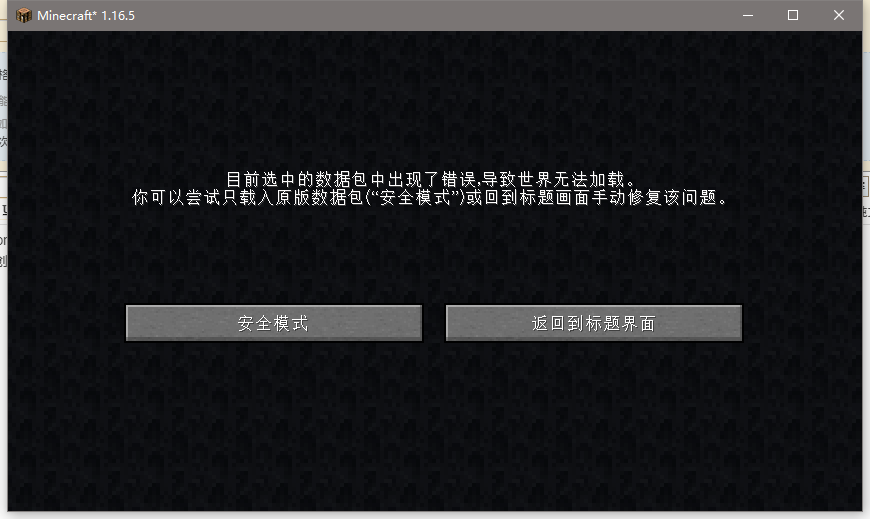 Minecraft* 1.16.5
目前选中的数据包中出现了错误,导致世界无法加载。
你可以尝试只载入原版数据包(“安全模式”)或回到标题画面手动修复该问题。
安全模式
返回到标题界面